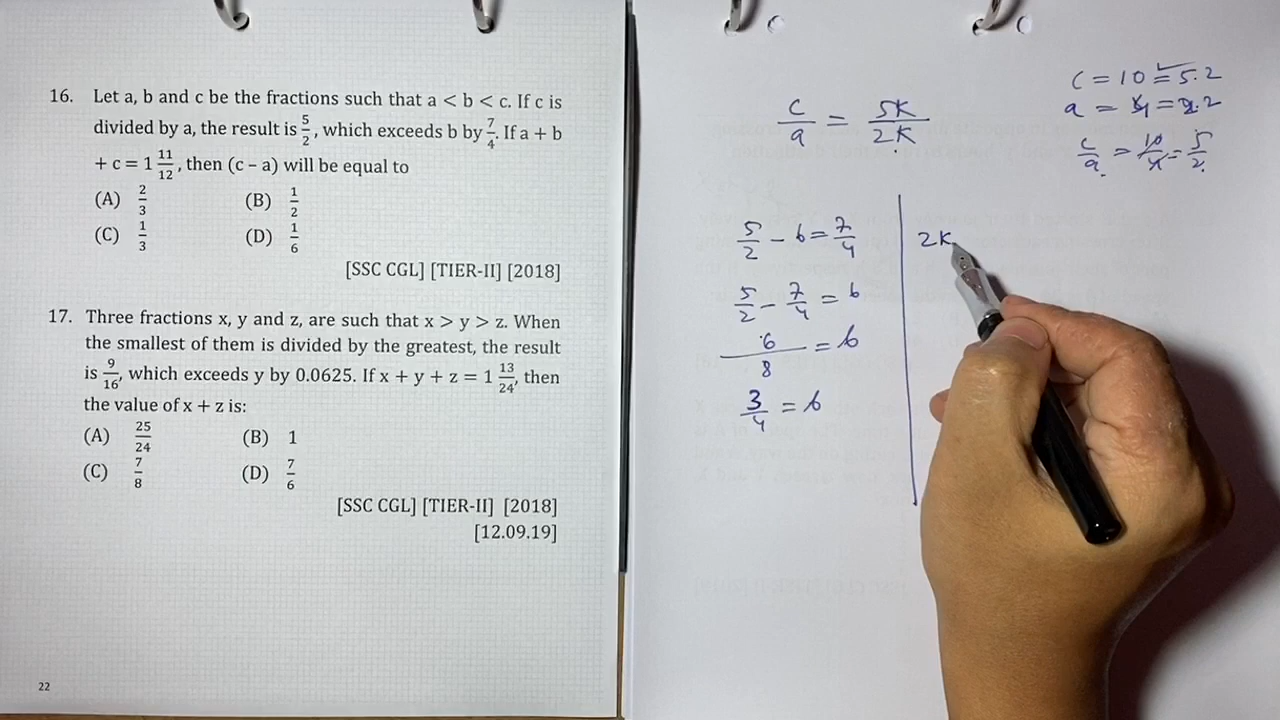 16. Let a, b and c be the fractions such that a < b < c. If c is
divided by a, the result is 5/2, which exceeds b by 7/4. If a + b
+ c = 1 11/12, then (c – a) will be equal to
(A) 2/3 (B) 1/2
(C) 1/3 (D) 1/6
[SSC CGL] [TIER-II] [2018]
17. Three fractions x, y and z, are such that x > y > z. When
the smallest of them is divided by the greatest, the result
is 9/16, which exceeds y by 0.0625. If x + y + z = 1 13/24, then
the value of x + z is:
(A) 25/24 (B) 1
(C) 7/8 (D) 7/6
[SSC CGL] [TIER-II] [2018]
[12.09.19]
22
c/a = 5K/2K
c = 10 = 5.2
a = 4 = 2.2
c/a = 10/4 = 5/2
5/2 - b = 7/4
5/2 - 7/4 = b
6/8 = b
3/4 = b
2K